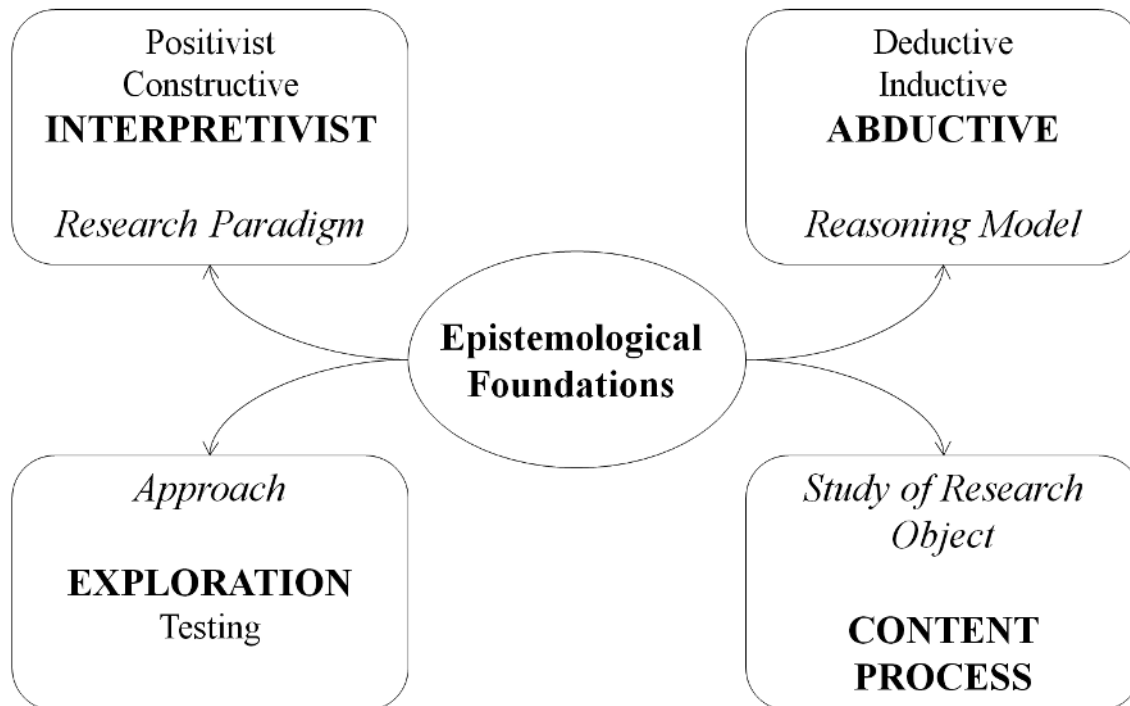 Positivist
Constructive
INTERPRETIVIST
Research Paradigm
Deductive
Inductive
ABDUCTIVE
Reasoning Model
Epistemological
Foundations
Approach
EXPLORATION
Testing
Study of Research
Object
CONTENT
PROCESS